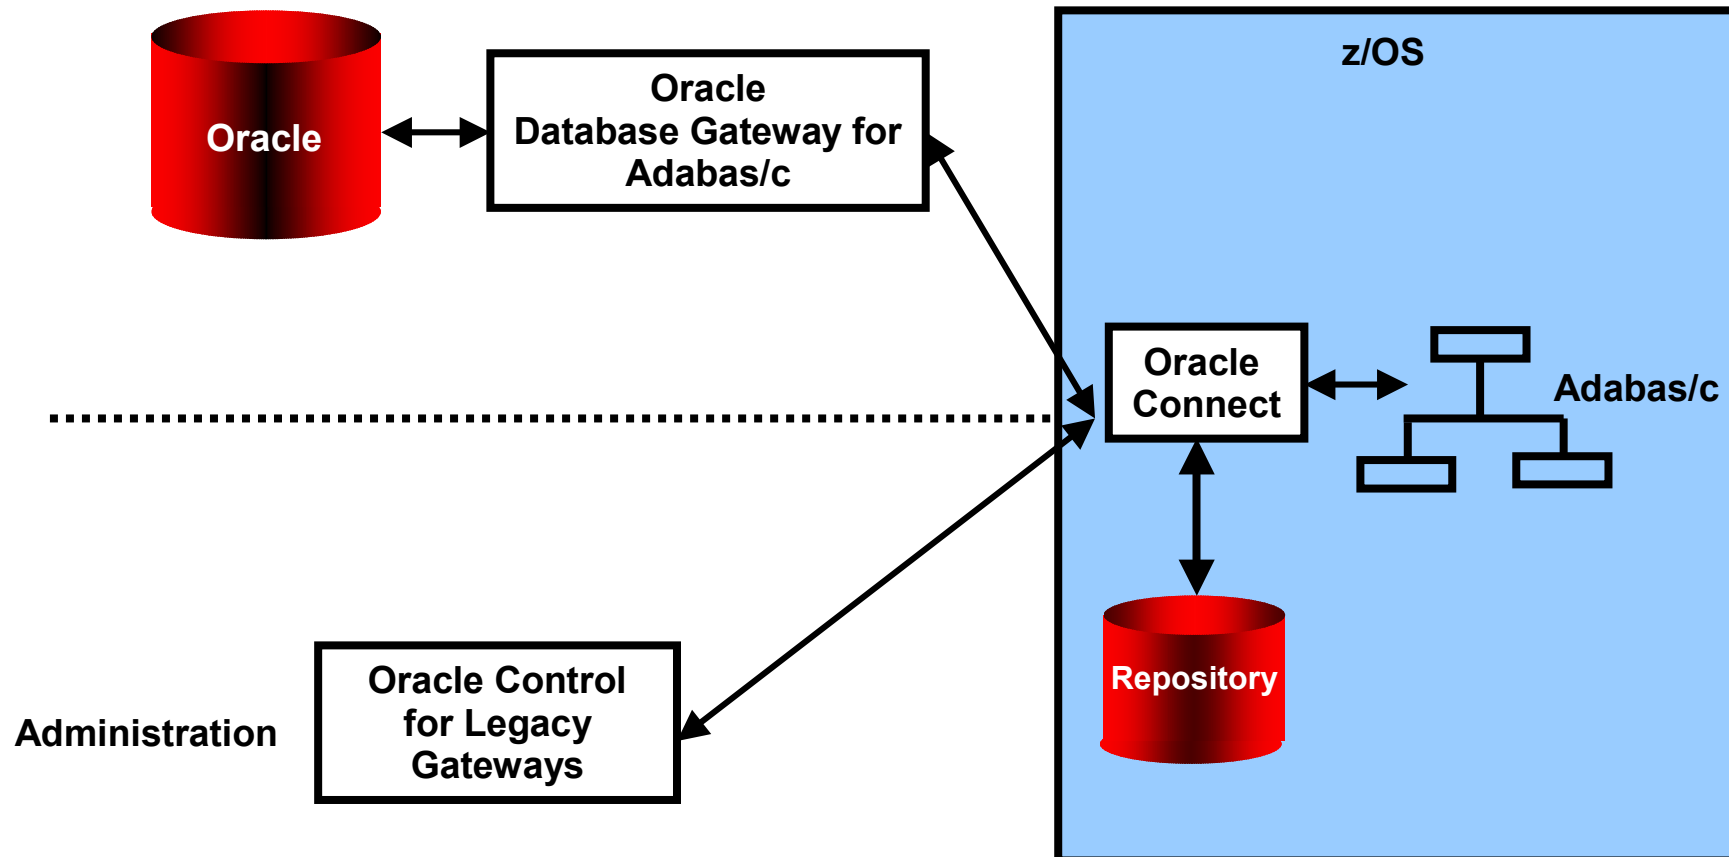 z/OS
Oracle
Oracle
Database Gateway for
Adabas/c
Oracle
Connect
Adabas/c
Repository
Administration
Oracle Control
for Legacy
Gateways